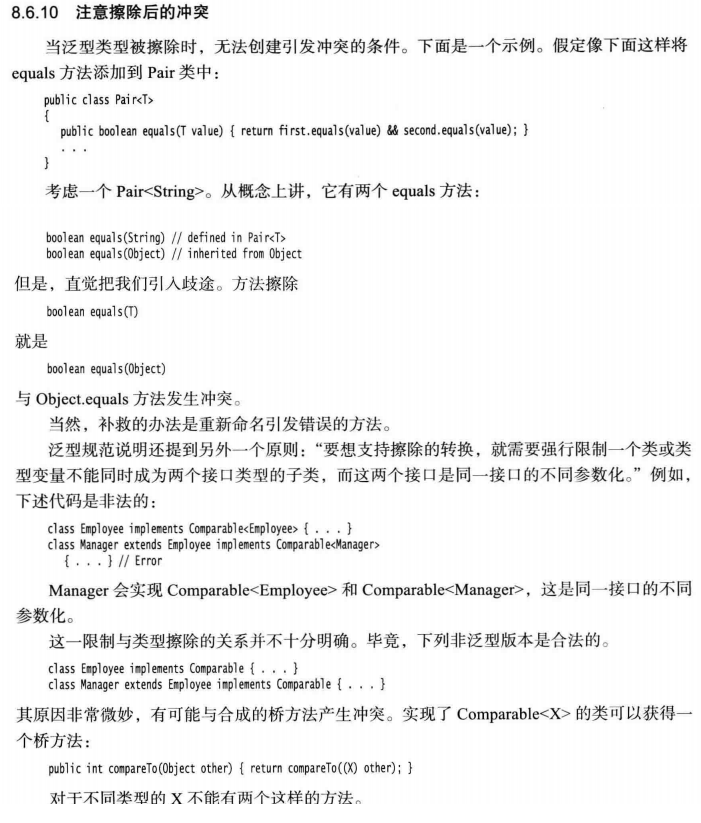 8.6.10 注意擦除后的冲突
当泛型类型被擦除时，无法创建引发冲突的条件。下面是一个示例。假定像下面这样将
equals 方法添加到 Pair 类中：
public class Pair<T>
{
public boolean equals(T value) { return first.equals(value) && second.equals(value); }
. . .
}
考虑一个 Pair<String>。从概念上讲，它有两个 equals 方法：
boolean equals(String) // defined in Pair<T>
boolean equals(Object) // inherited from Object
但是，直觉把我们引入歧途。方法擦除
boolean equals(T)
就是
boolean equals(Object)
与 Object.equals 方法发生冲突。
当然，补救的办法是重新命名引发错误的方法。
泛型规范说明还提到另外一个原则：“要想支持擦除的转换，就需要强行限制一个类或类
型变量不能同时成为两个接口类型的子类，而这两个接口是同一接口的不同参数化。”例如，
下述代码是非法的：
class Employee implements Comparable<Employee> { . . . }
class Manager extends Employee implements Comparable<Manager>
{ . . . } // Error
Manager 会实现 Comparable<Employee> 和 Comparable<Manager>，这是同一接口的不同
参数化。
这一限制与类型擦除的关系并不十分明确。毕竟，下列非泛型版本是合法的。
class Employee implements Comparable { . . . }
class Manager extends Employee implements Comparable { . . . }
其原因非常微妙，有可能与合成的桥方法产生冲突。实现了 Comparable<X> 的类可以获得一
个桥方法：
public int compareTo(Object other) { return compareTo((X) other); }
对于不同类型的 X 不能有两个这样的方法。